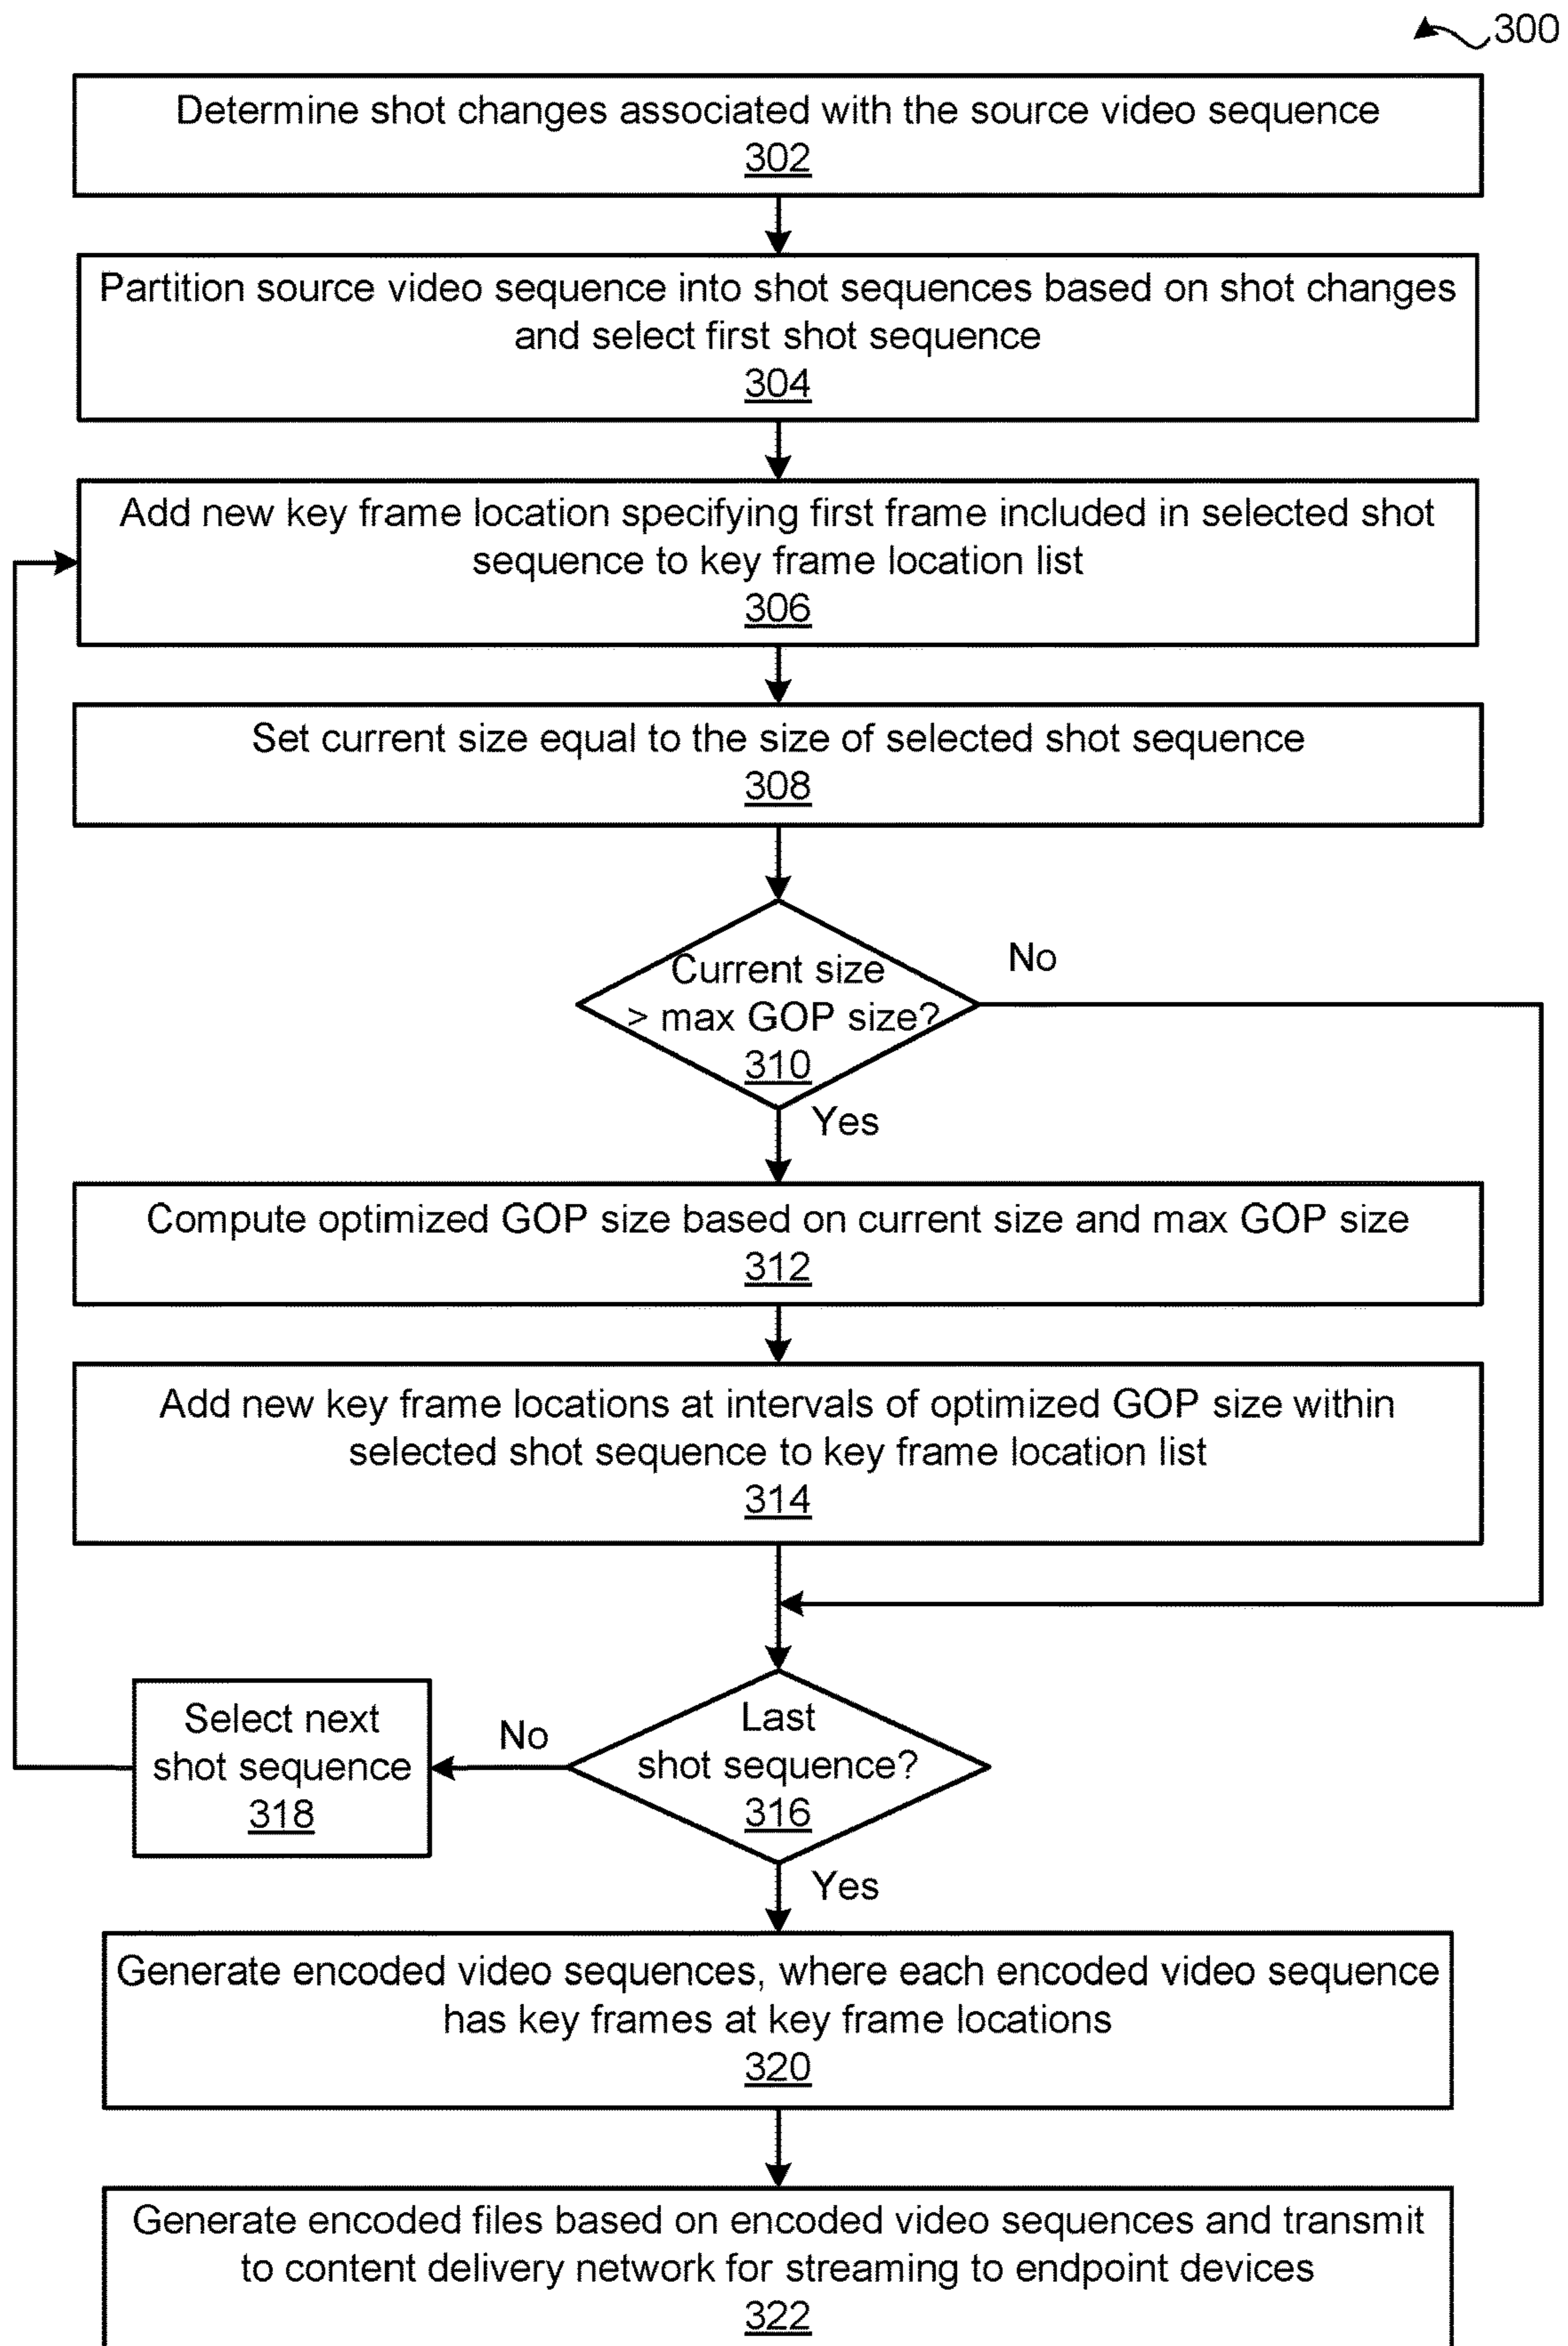 300
Determine shot changes associated with the source video sequence
302
Partition source video sequence into shot sequences based on shot changes
and select first shot sequence
304
Add new key frame location specifying first frame included in selected shot
sequence to key frame location list
306
Set current size equal to the size of selected shot sequence
308
Current size
> max GOP size?
310
No
Yes
Compute optimized GOP size based on current size and max GOP size
312
Add new key frame locations at intervals of optimized GOP size within
selected shot sequence to key frame location list
314
Last
shot sequence?
316
No
Select next
shot sequence
318
Yes
Generate encoded video sequences, where each encoded video sequence
has key frames at key frame locations
320
Generate encoded files based on encoded video sequences and transmit
to content delivery network for streaming to endpoint devices
322